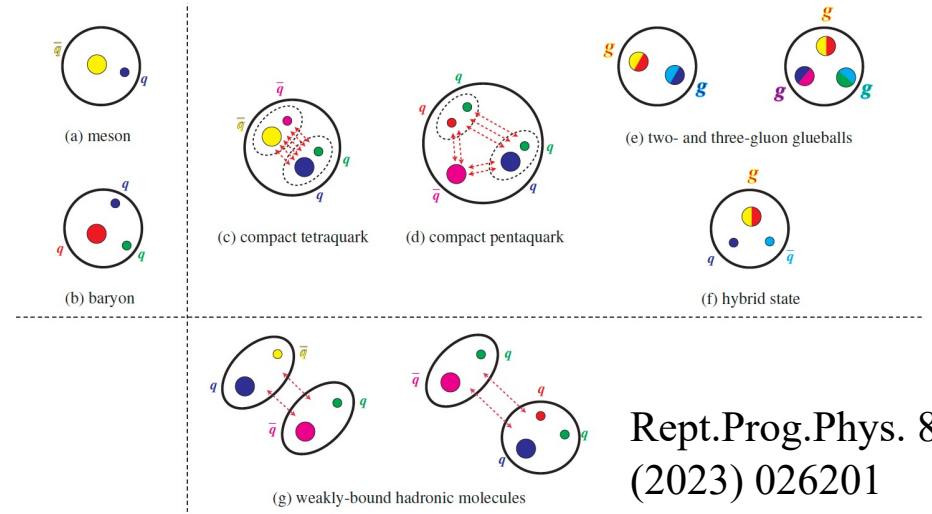 q̅
q
(a) meson
q
q
q
(b) baryon
q̅
q̅
q
q
(c) compact tetraquark
q
q
q̅
q
q
(d) compact pentaquark
g
g
g
g
g
(e) two- and three-gluon glueballs
g
q
q̅
(f) hybrid state
q̅
q
q
q̅
q
q̅
q
q
q
(g) weakly-bound hadronic molecules
Rept.Prog.Phys. 8
(2023) 026201